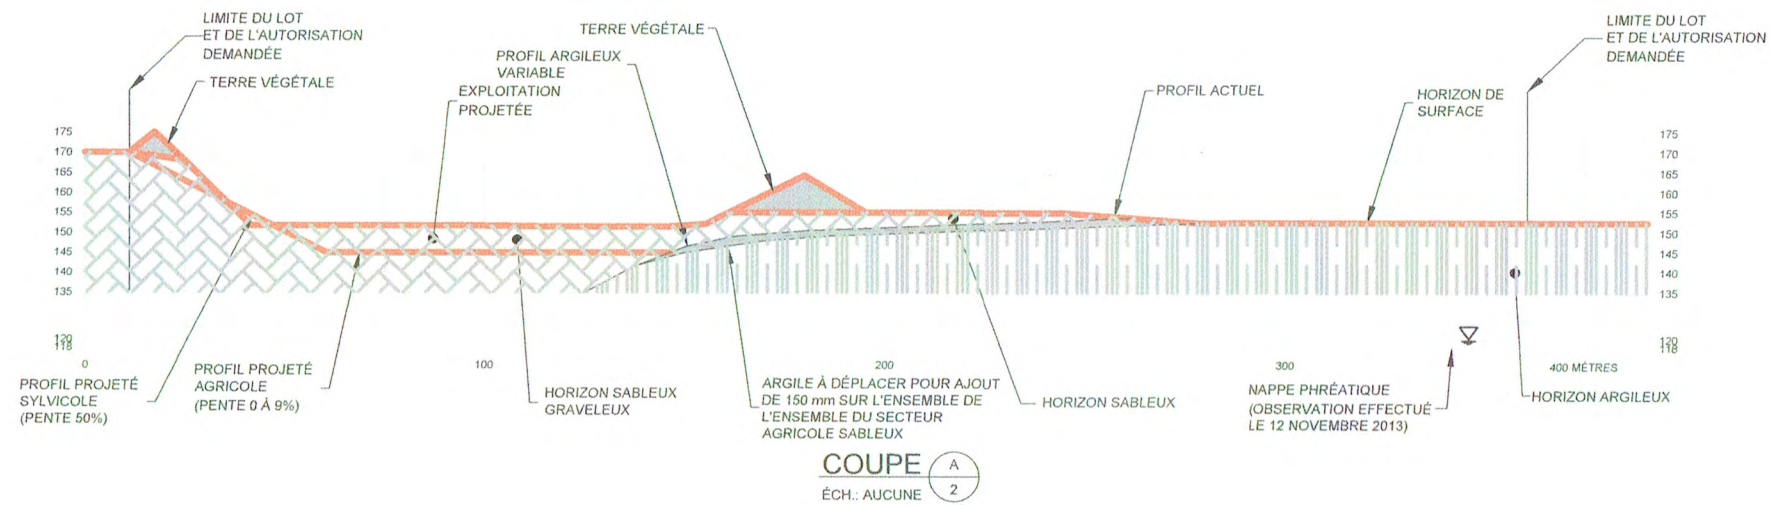 LIMITE DU LOT
ET DE L'AUTORISATION
DEMANDÉE
TERRE VÉGÉTALE
TERRE VÉGÉTALE
PROFIL ARGILEUX
VARIABLE
EXPLOITATION
PROJETÉE
PROFIL ACTUEL
HORIZON DE
SURFACE
LIMITE DU LOT
ET DE L'AUTORISATION
DEMANDÉE
175
170
165
160
155
150
145
140
135
120
118
175
170
165
160
155
150
145
140
135
120
118
0
100
200
300
400 MÈTRES
PROFIL PROJETÉ
SYLVICOLE
(PENTE 50%)
PROFIL PROJETÉ
AGRICOLE
(PENTE 0 À 9%)
HORIZON SABLEUX
GRAVELEUX
ARGILE À DÉPLACER POUR AJOUT
DE 150 mm SUR L'ENSEMBLE DE
L'ENSEMBLE DU SECTEUR
AGRICOLE SABLEUX
HORIZON SABLEUX
NAPPE PHRÉATIQUE
(OBSERVATION EFFECTUÉ
LE 12 NOVEMBRE 2013)
HORIZON ARGILEUX
COUPE
A
2
ÉCH.: AUCUNE